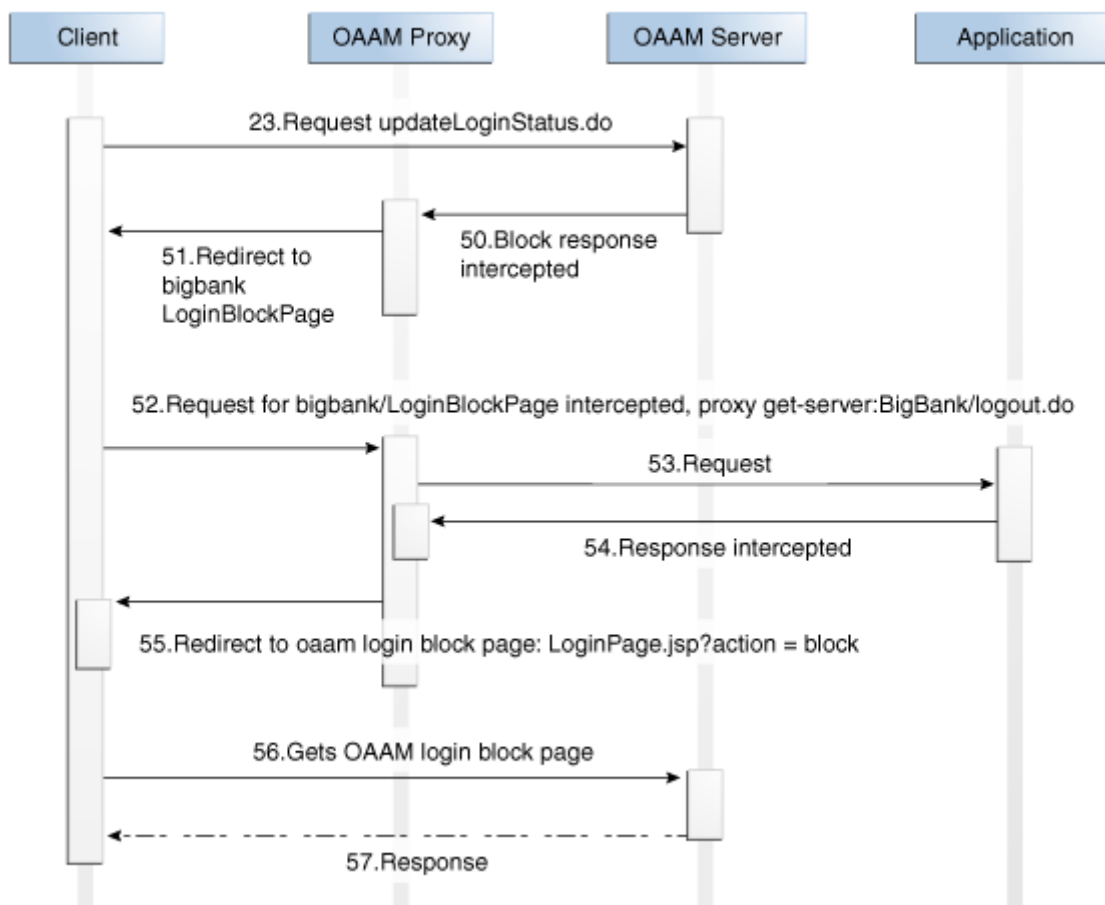 Client
OAAM Proxy
OAAM Server
Application
23.Request updateLoginStatus.do
50.Block response
intercepted
51.Redirect to
bigbank
LoginBlockPage
52.Request for bigbank/LoginBlockPage intercepted, proxy get-server:BigBank/logout.do
53.Request
54.Response intercepted
55.Redirect to oaam login block page: LoginPage.jsp?action = block
56.Gets OAAM login block page
57.Response